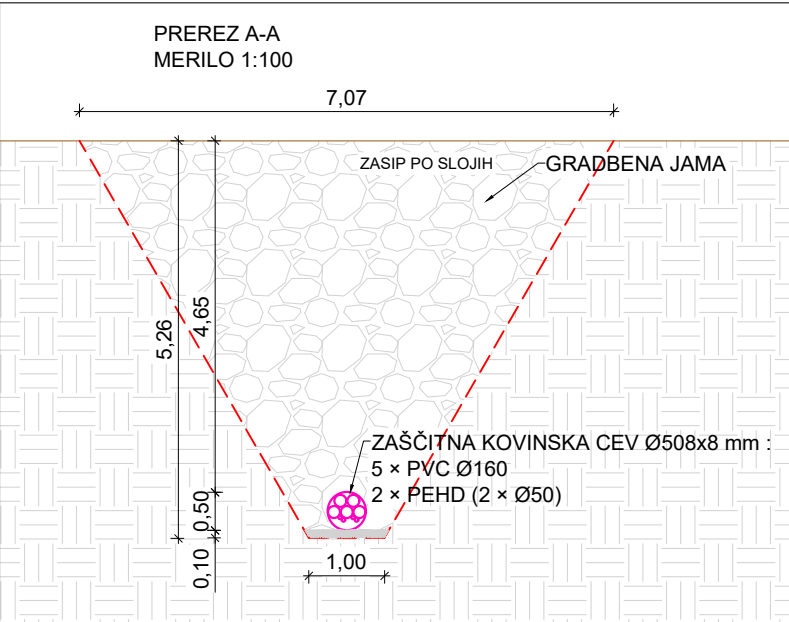 PREREZ A-A
MERILO 1:100
7,07
ZASIP PO SLOJIH
GRADBENA JAMA
5,26
4,65
ZAŠČITNA KOVINSKA CEV Ø508x8 mm :
5 × PVC Ø160
2 × PEHD (2 × Ø50)
0,50
0,10
1,00